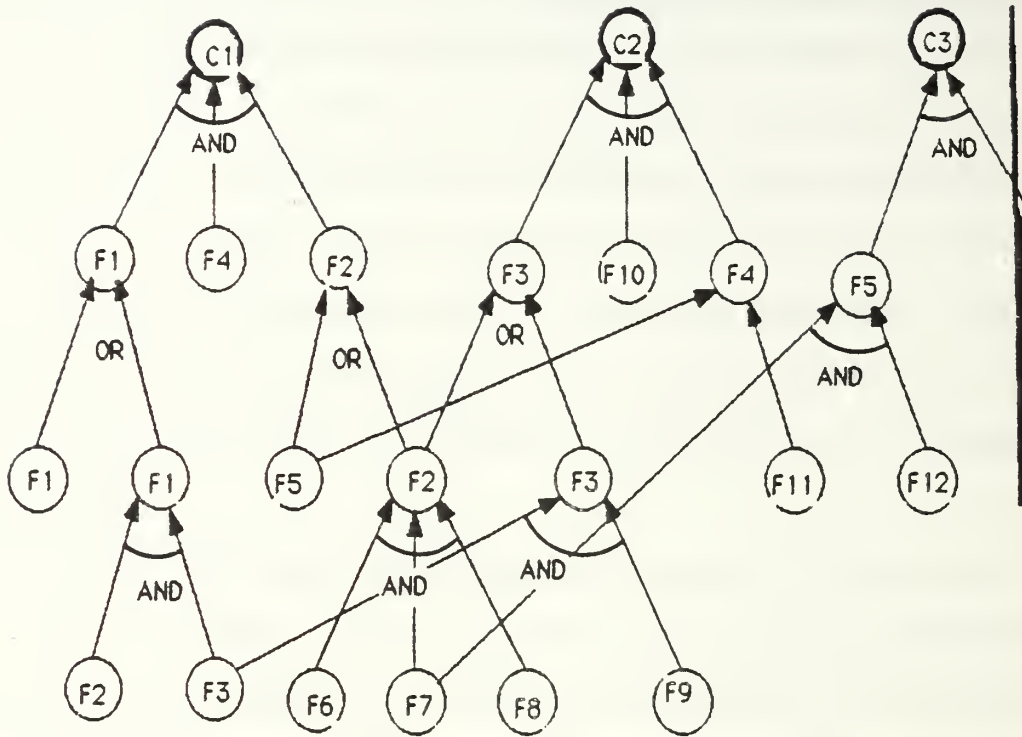 C1 C2 C3
AND AND AND
F1 F4 F2 F3 F10 F4 F5
OR OR OR
AND
F1 F1 F5 F2 F3 F11 F12
AND AND AND
F2 F3 F6 F7 F8 F9